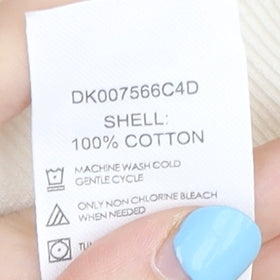 DK007566C4D
SHELL:
100% COTTON
MACHINE WASH COLD
GENTLE CYCLE
ONLY NON CHLORINE BLEACH
WHEN NEEDED